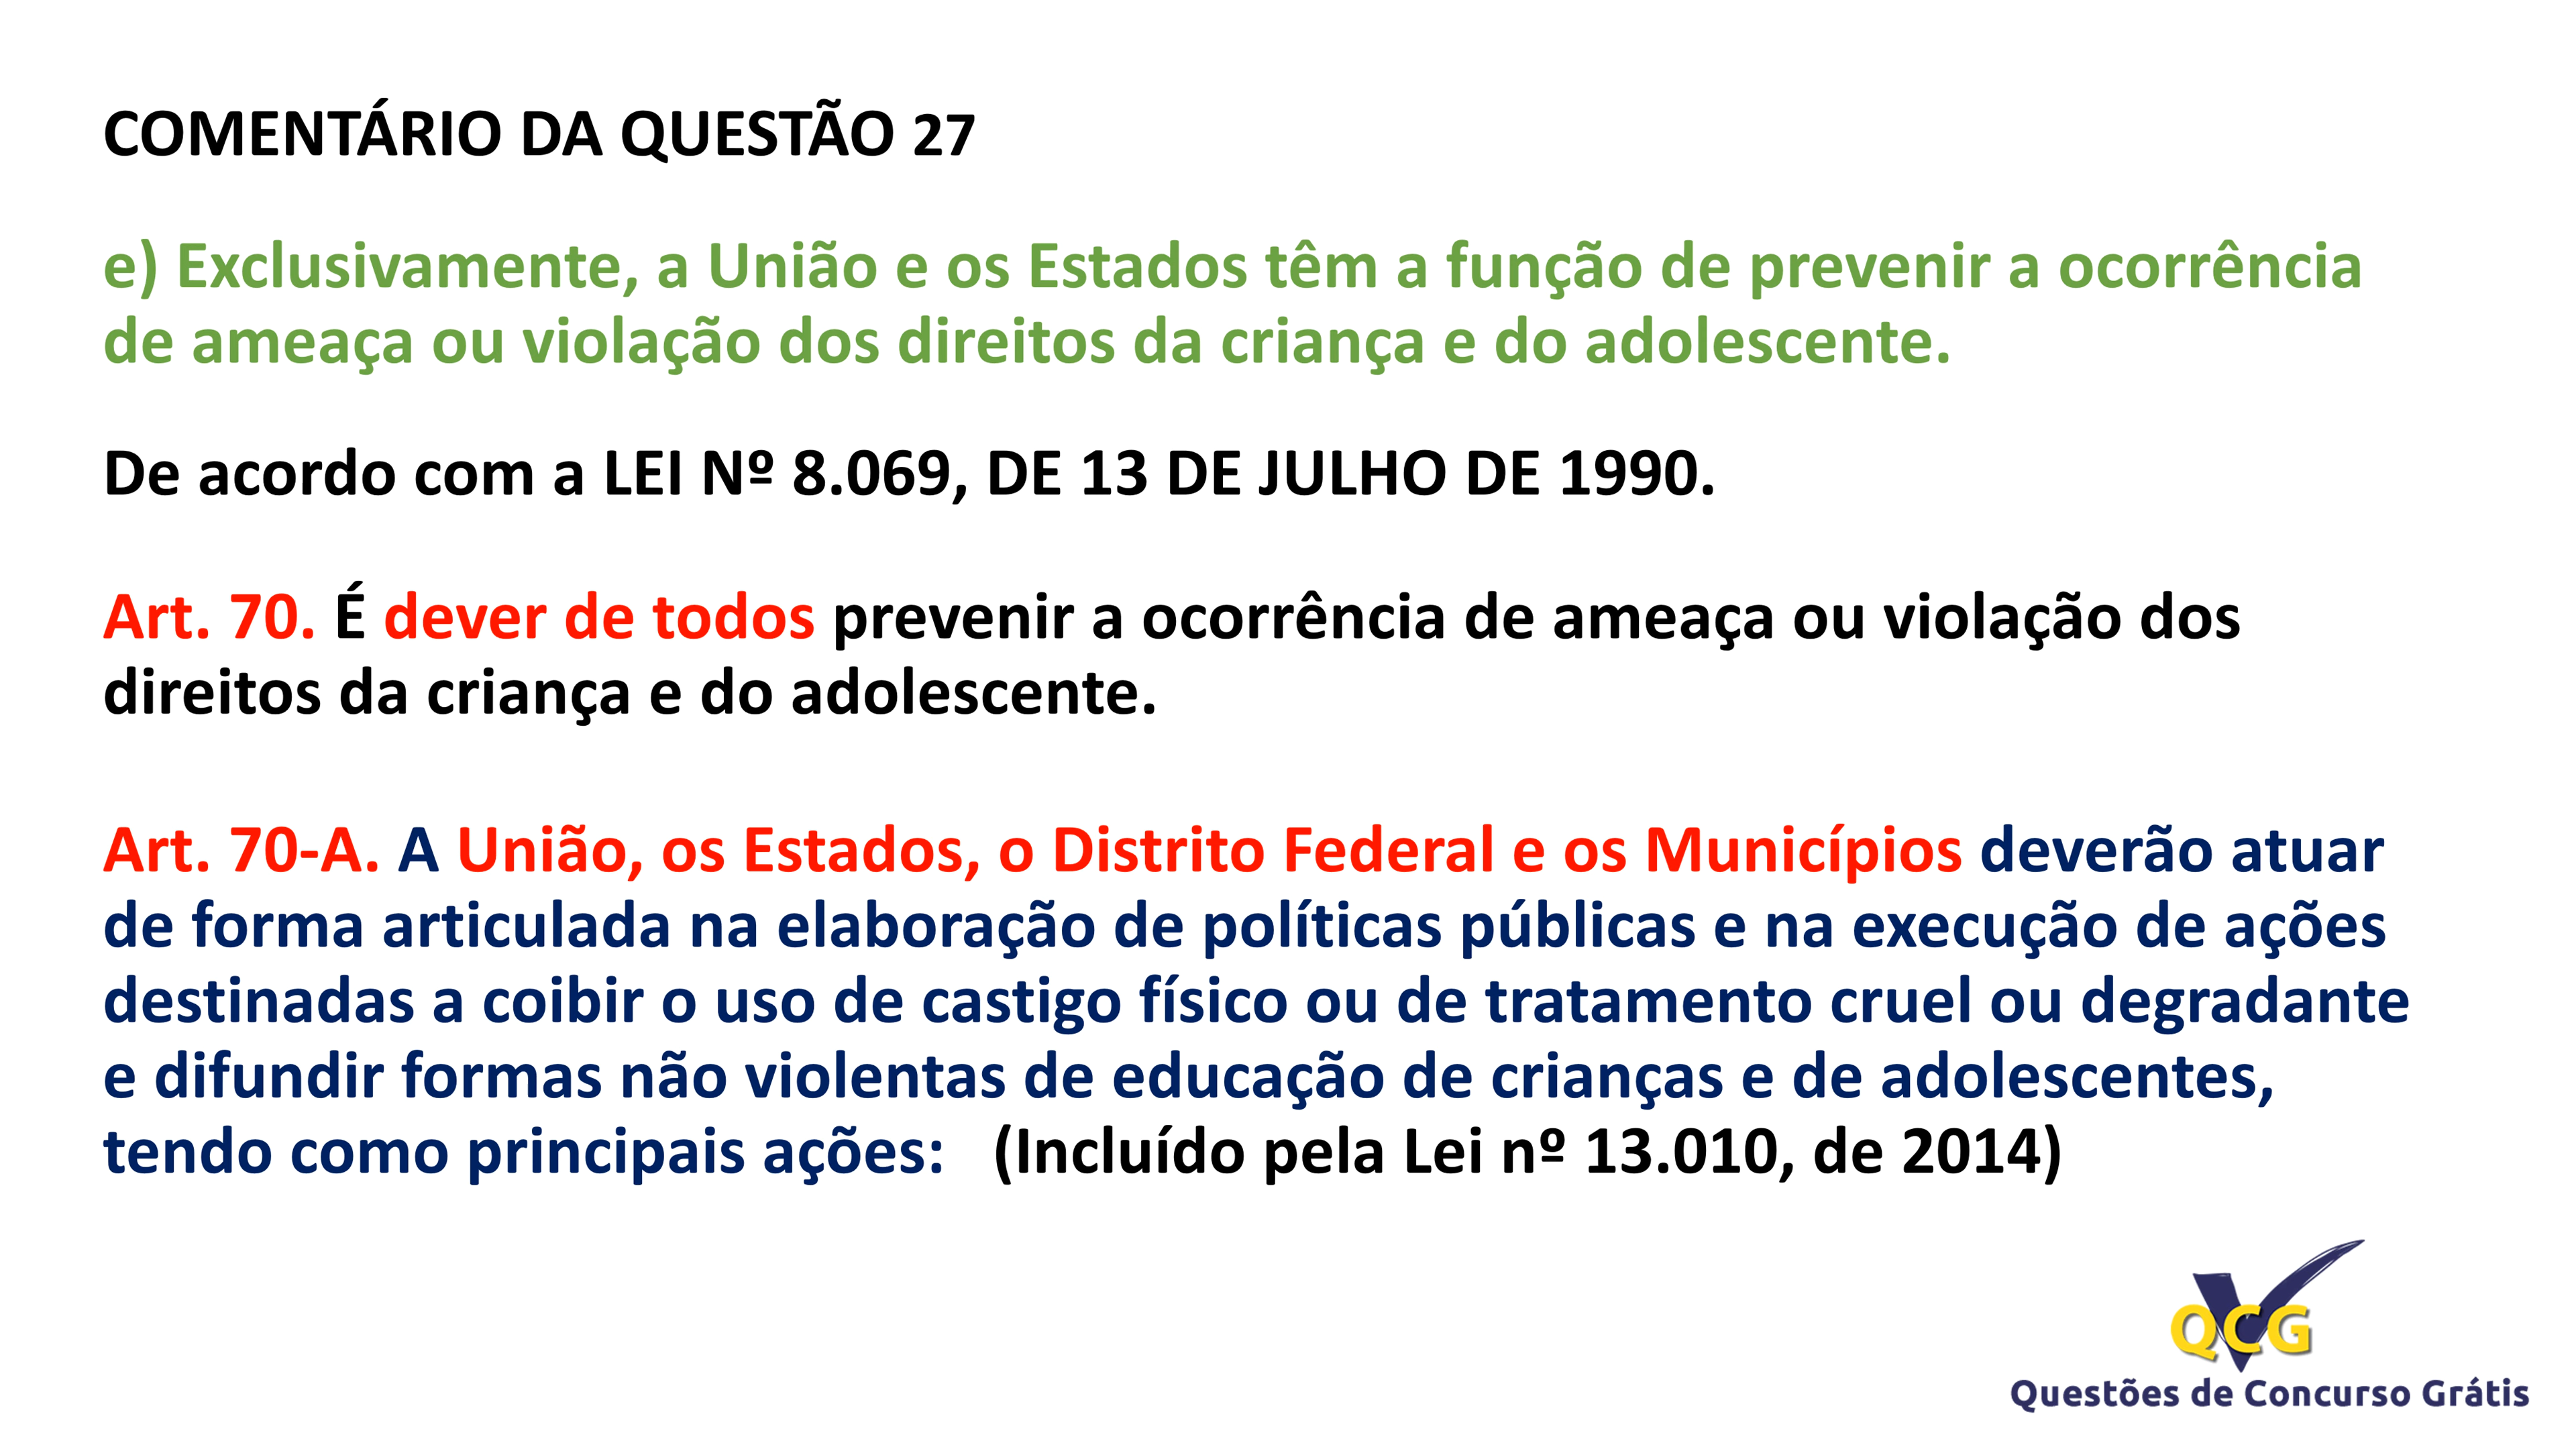 COMENTÁRIO DA QUESTÃO 27
e) Exclusivamente, a União e os Estados têm a função de prevenir a ocorrência
de ameaça ou violação dos direitos da criança e do adolescente.
De acordo com a LEI Nº 8.069, DE 13 DE JULHO DE 1990.
Art. 70. É dever de todos prevenir a ocorrência de ameaça ou violação dos
direitos da criança e do adolescente.
Art. 70-A. A União, os Estados, o Distrito Federal e os Municípios deverão atuar
de forma articulada na elaboração de políticas públicas e na execução de ações
destinadas a coibir o uso de castigo físico ou de tratamento cruel ou degradante
e difundir formas não violentas de educação de crianças e de adolescentes,
tendo como principais ações: (Incluído pela Lei nº 13.010, de 2014)
QCG
Questões de Concurso Grátis